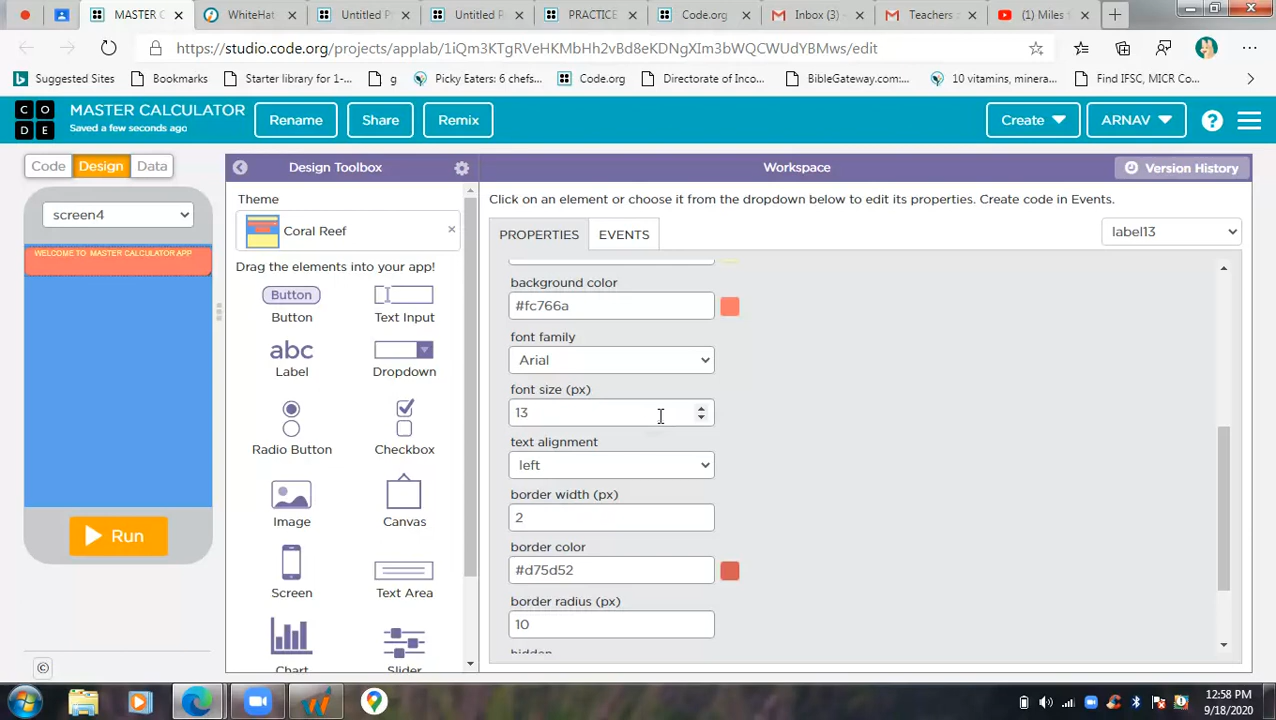 MASTER C
WhiteHat
Untitled P
Untitled P
PRACTICE
Code.org
Inbox (3) -
Teachers a
(1) Miles f
https://studio.code.org/projects/applab/1iQm3KTgRVeHKMbHh2vBd8eKDNgXIm3bWQCWUdYBMws/edit
Suggested Sites
Bookmarks
Starter library for 1-...
g
Picky Eaters: 6 chefs...
Code.org
Directorate of Inco...
BibleGateway.com:...
10 vitamins, minera...
Find IFSC, MICR Co...
C O
D E
MASTER CALCULATOR
Saved a few seconds ago
Rename
Share
Remix
Create
ARNAV
?
Code
Design
Data
Design Toolbox
Workspace
Version History
screen4
WELCOME TO MASTER CALCULATOR APP
Run
©
Theme
Coral Reef
Drag the elements into your app!
Button
Button
Text Input
abc
Label
Dropdown
Radio Button
Checkbox
Image
Canvas
Screen
Text Area
Chart
Slider
Click on an element or choose it from the dropdown below to edit its properties. Create code in Events.
PROPERTIES
EVENTS
label13
background color
#fc766a
font family
Arial
font size (px)
13
text alignment
left
border width (px)
2
border color
#d75d52
border radius (px)
10
hidden
12:58 PM
9/18/2020